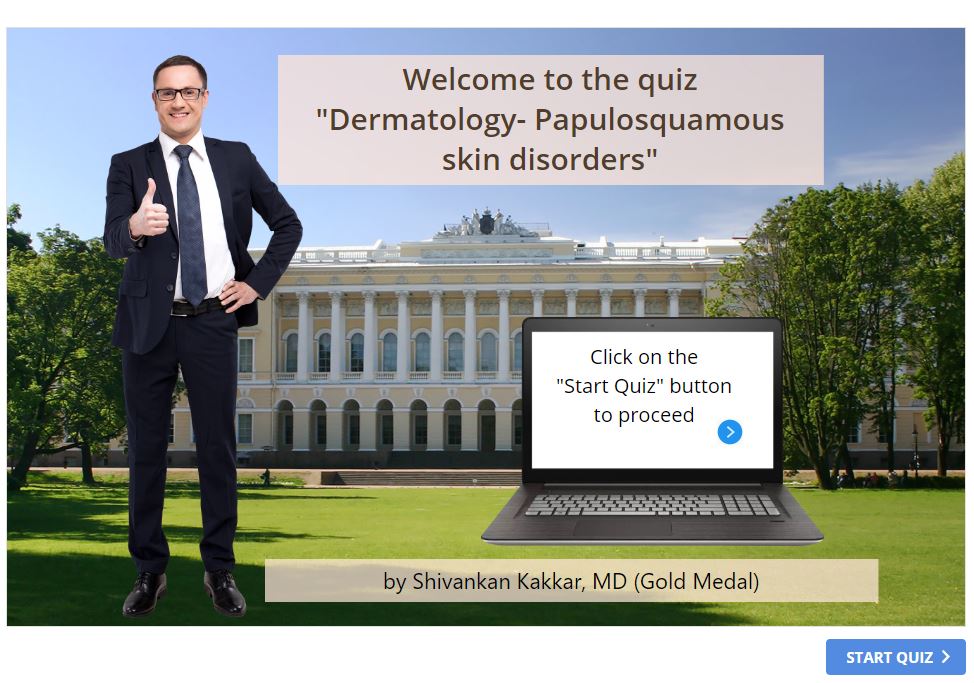 Welcome to the quiz
"Dermatology- Papulosquamous
skin disorders"
Click on the
"Start Quiz" button
to proceed
by Shivankan Kakkar, MD (Gold Medal)
START QUIZ